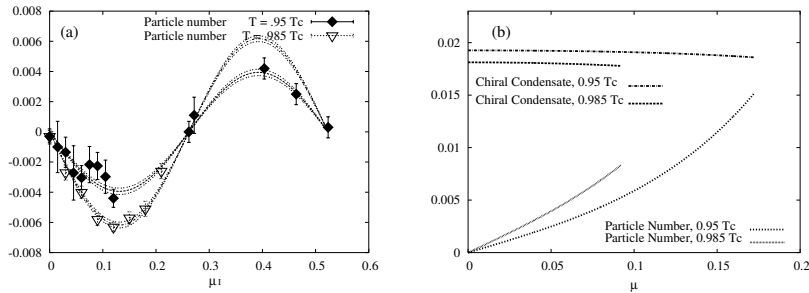 (a)
Particle number T = .95 Tc
Particle number T = .985 Tc
0.008
0.006
0.004
0.002
0
-0.002
-0.004
-0.006
-0.008
0 0.1 0.2 0.3 0.4 0.5 0.6
μI
(b)
0.02
0.015
0.01
0.005
0
Chiral Condensate, 0.95 Tc
Chiral Condensate, 0.985 Tc
Particle Number, 0.95 Tc
Particle Number, 0.985 Tc
0 0.05 0.1 0.15 0.2
μ